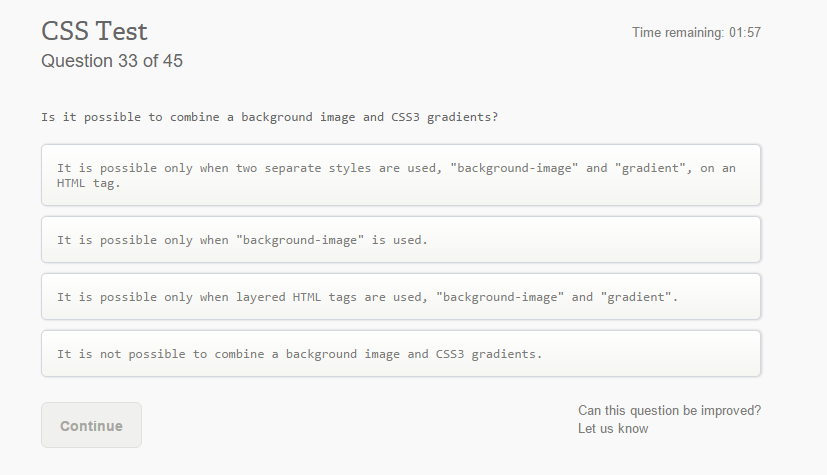 CSS Test
Time remaining: 01:57
Question 33 of 45
Is it possible to combine a background image and CSS3 gradients?
It is possible only when two separate styles are used, "background-image" and "gradient", on an
HTML tag.
It is possible only when "background-image" is used.
It is possible only when layered HTML tags are used, "background-image" and "gradient".
It is not possible to combine a background image and CSS3 gradients.
Continue
Can this question be improved?
Let us know